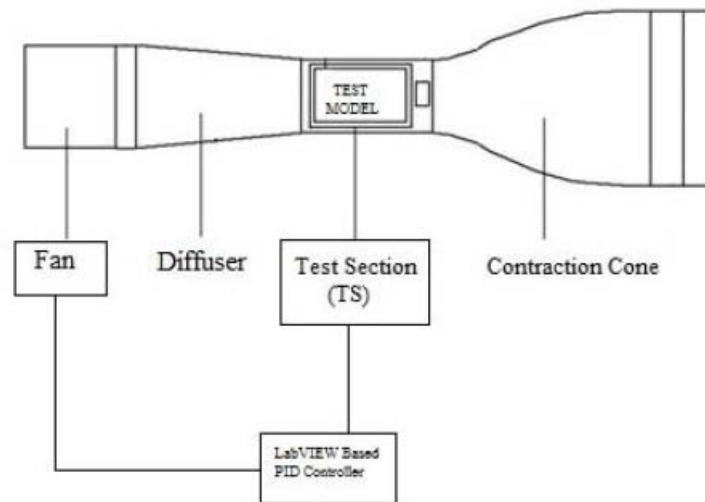 TEST
MODEL
Fan
Diffuser
Test Section
(TS)
Contraction Cone
LabVIEW Based
PID Controller